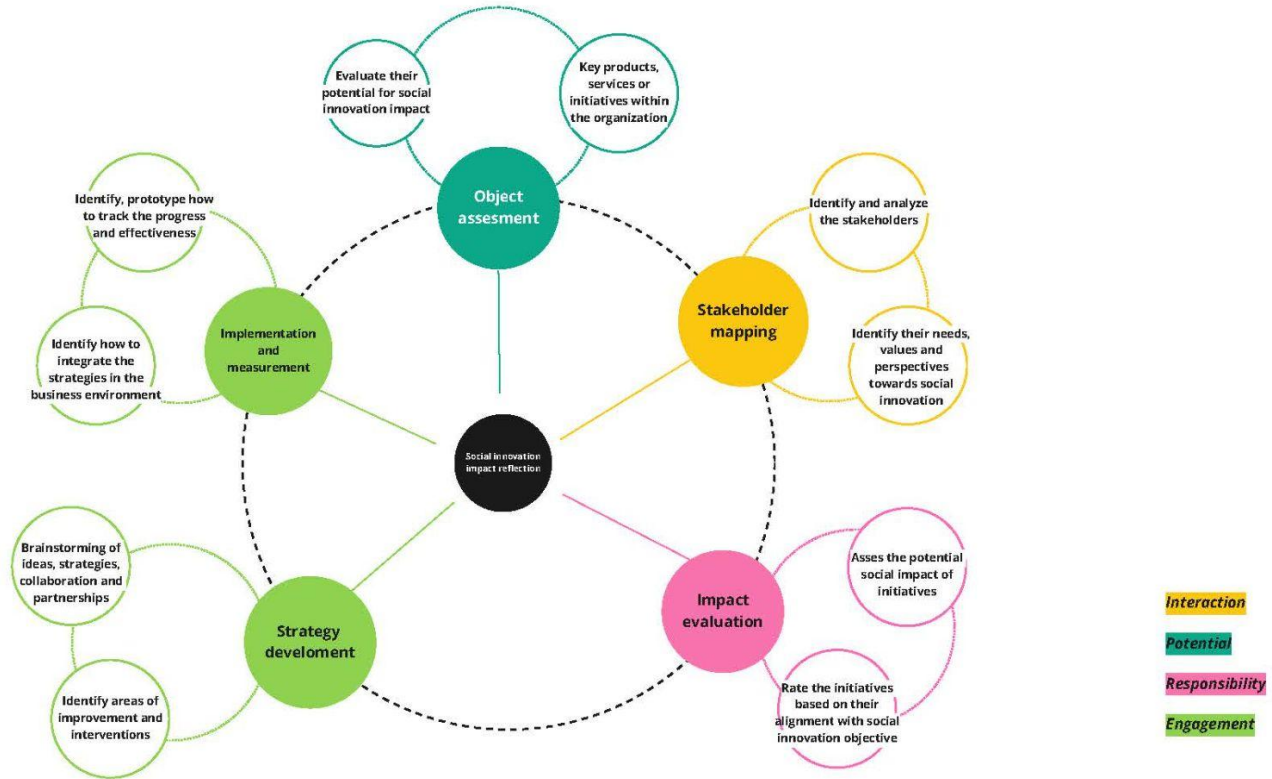 Evaluate their
potential for social
innovation impact
Key products,
services or
initiatives within
the organization
Object
assesment
Identify and analyze
the stakeholders
Stakeholder
mapping
Identify their needs,
values and
perspectives
towards social
innovation
Identify, prototype how
to track the progress
and effectiveness
Implementation
and
measurement
Identify how to
integrate the
strategies in the
business environment
Social innovation
impact reflection
Asses the potential
social impact of
initiatives
Impact
evaluation
Rate the initiatives
based on their
alignment with social
innovation objective
Brainstorming of
ideas, strategies,
collaboration and
partnerships
Strategy
develoment
Identify areas of
improvement and
interventions
Interaction
Potential
Responsibility
Engagement